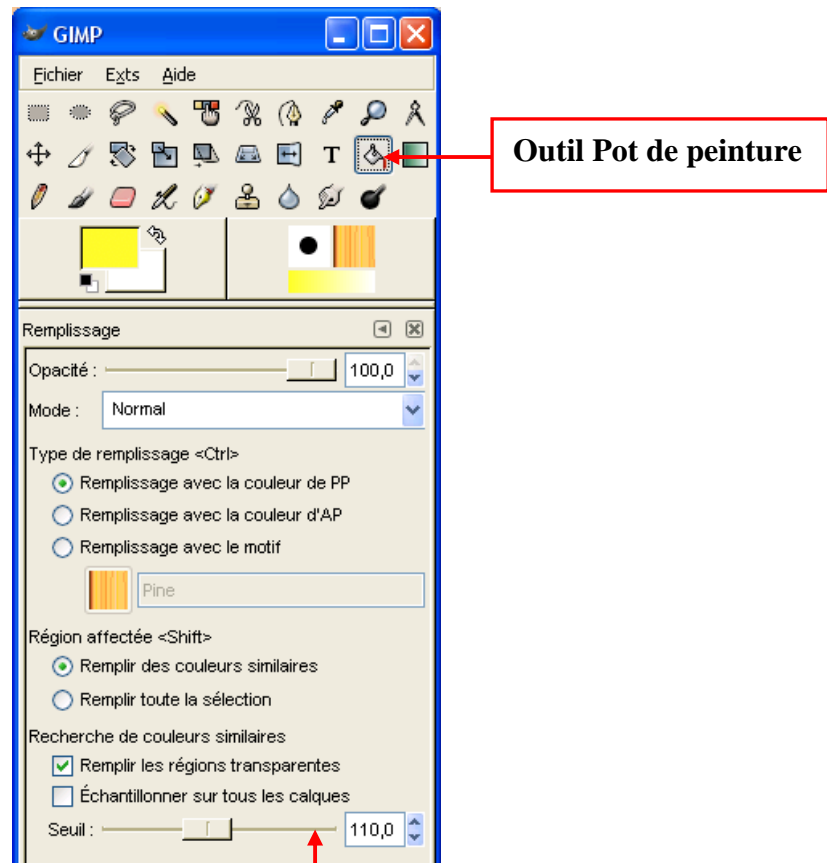 GIMP
Fichier Exts Aide
T
Outil Pot de peinture
Remplissage
Opacité : 100,0
Mode : Normal
Type de remplissage <Ctrl>
Remplissage avec la couleur de PP
Remplissage avec la couleur d'AP
Remplissage avec le motif
Pine
Région affectée <Shift>
Remplir des couleurs similaires
Remplir toute la sélection
Recherche de couleurs similaires
Remplir les régions transparentes
Échantillonner sur tous les calques
Seuil : 110,0